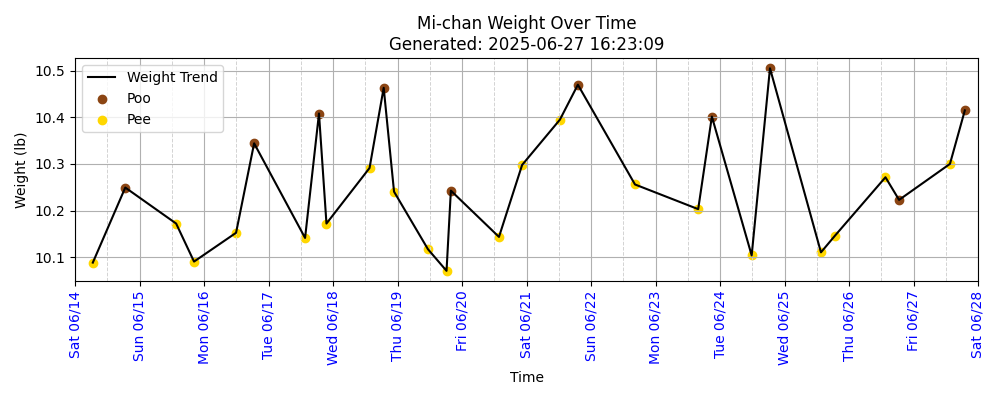 Mi-chan Weight Over Time
Generated: 2025-06-27 16:23:09
Weight Trend
Poo
Pee
Weight (lb)
10.5
10.4
10.3
10.2
10.1
Sat 06/14
Sun 06/15
Mon 06/16
Tue 06/17
Wed 06/18
Thu 06/19
Fri 06/20
Sat 06/21
Sun 06/22
Mon 06/23
Tue 06/24
Wed 06/25
Thu 06/26
Fri 06/27
Sat 06/28
Time